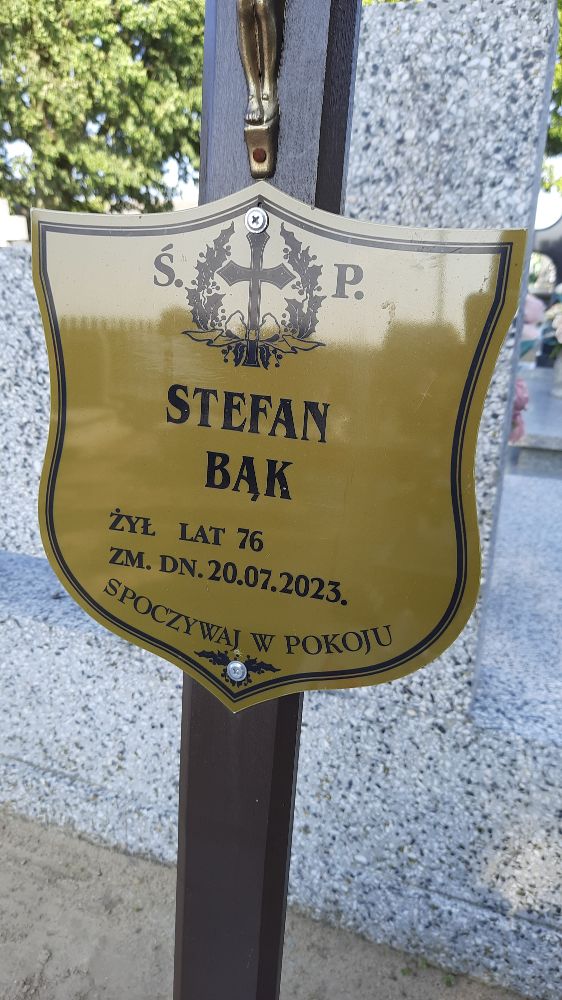 Ś. P.
STEFAN
BĄK
ŻYŁ LAT 76
ZM. DN. 20.07.2023.
SPOCZYWAJ W POKOJU